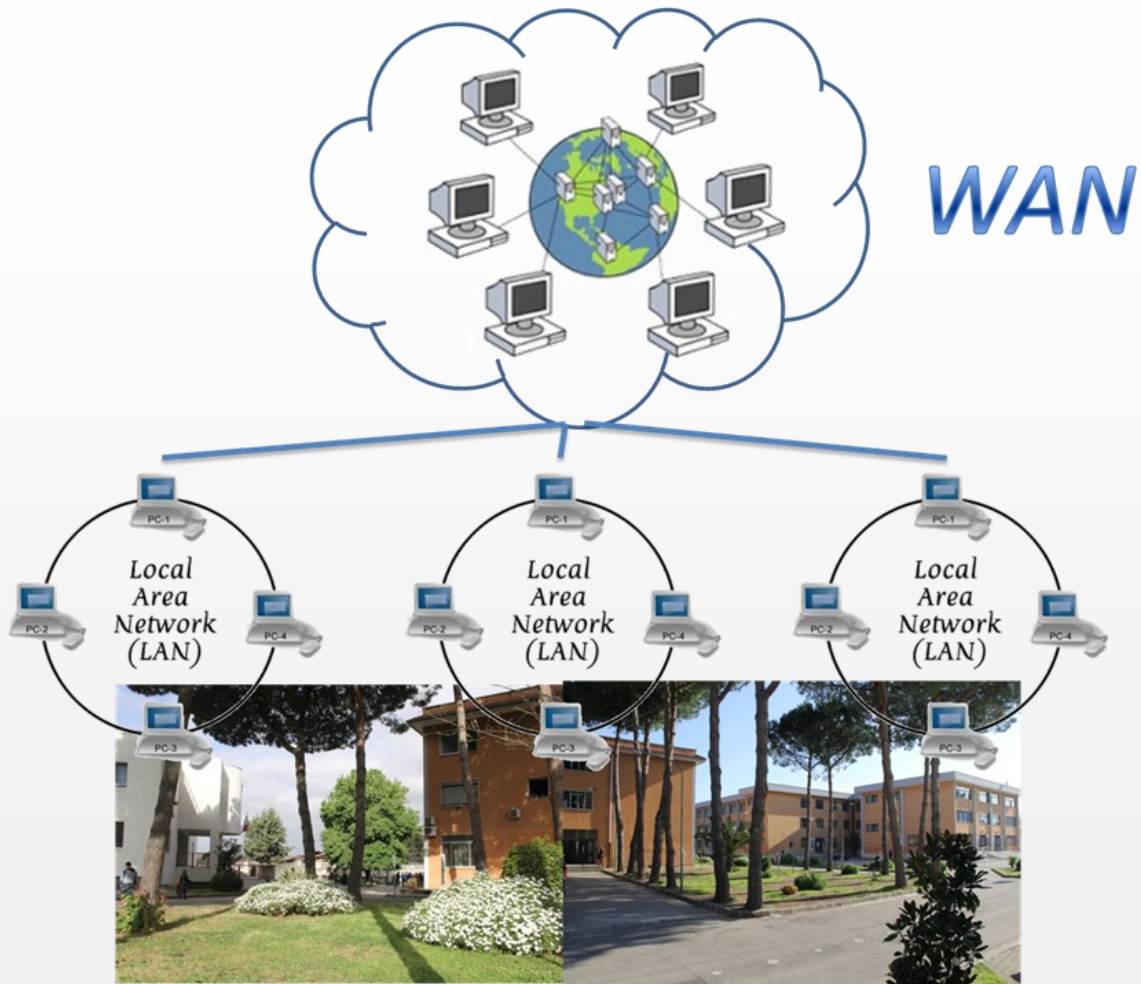 WAN
PC-1
Local
Area
Network
(LAN)
PC-2
PC-4
PC-3
PC-1
Local
Area
Network
(LAN)
PC-2
PC-4
PC-3
PC-1
Local
Area
Network
(LAN)
PC-2
PC-4
PC-3